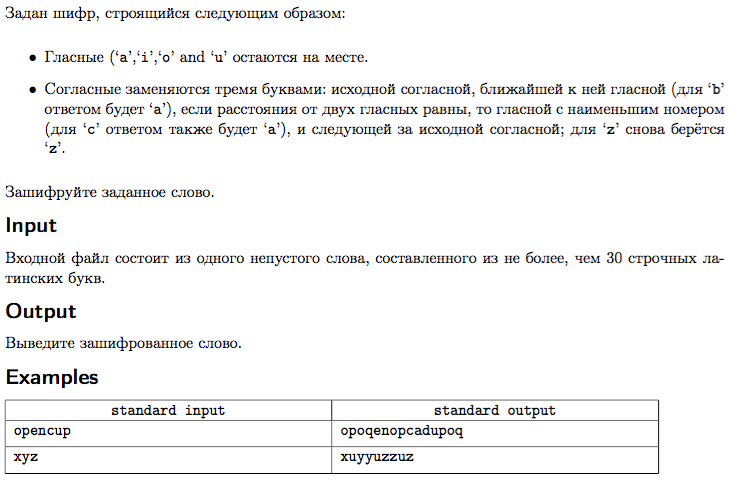 Задан шифр, строящийся следующим образом:
• Гласные (‘a’,‘i’,‘o’ and ‘u’ остаются на месте.
• Согласные заменяются тремя буквами: исходной согласной, ближайшей к ней гласной (для ‘b’
ответом будет ‘a’), если расстояния от двух гласных равны, то гласной с наименьшим номером
(для ‘c’ ответом также будет ‘a’), и следующей за исходной согласной; для ‘z’ снова берётся
‘z’.
Зашифруйте заданное слово.
Input
Входной файл состоит из одного непустого слова, составленного из не более, чем 30 строчных ла-
тинских букв.
Output
Выведите зашифрованное слово.
Examples
standard input standard output
opencup opoqenopcadupoq
xyz xuyyuzzuz